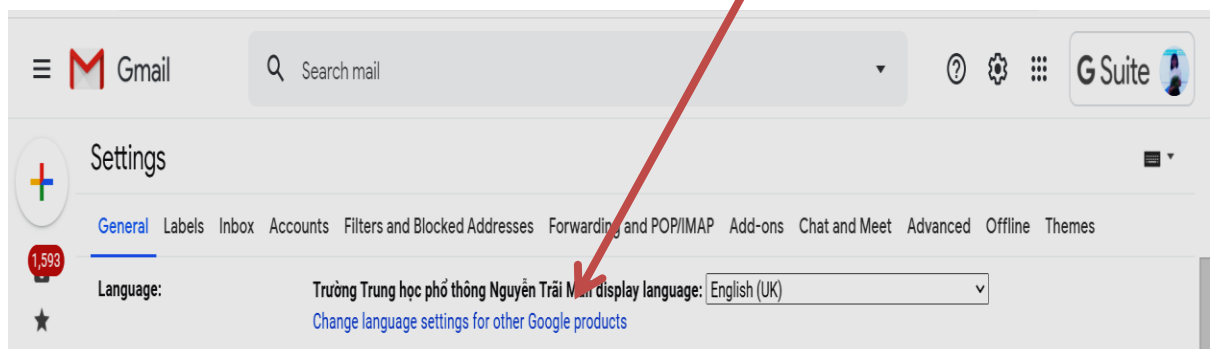 Gmail
Search mail
G Suite
Settings
General Labels Inbox Accounts Filters and Blocked Addresses Forwarding and POP/IMAP Add-ons Chat and Meet Advanced Offline Themes
1,593
Language: Trường Trung học phổ thông Nguyễn Trãi display language: English (UK)
Change language settings for other Google products